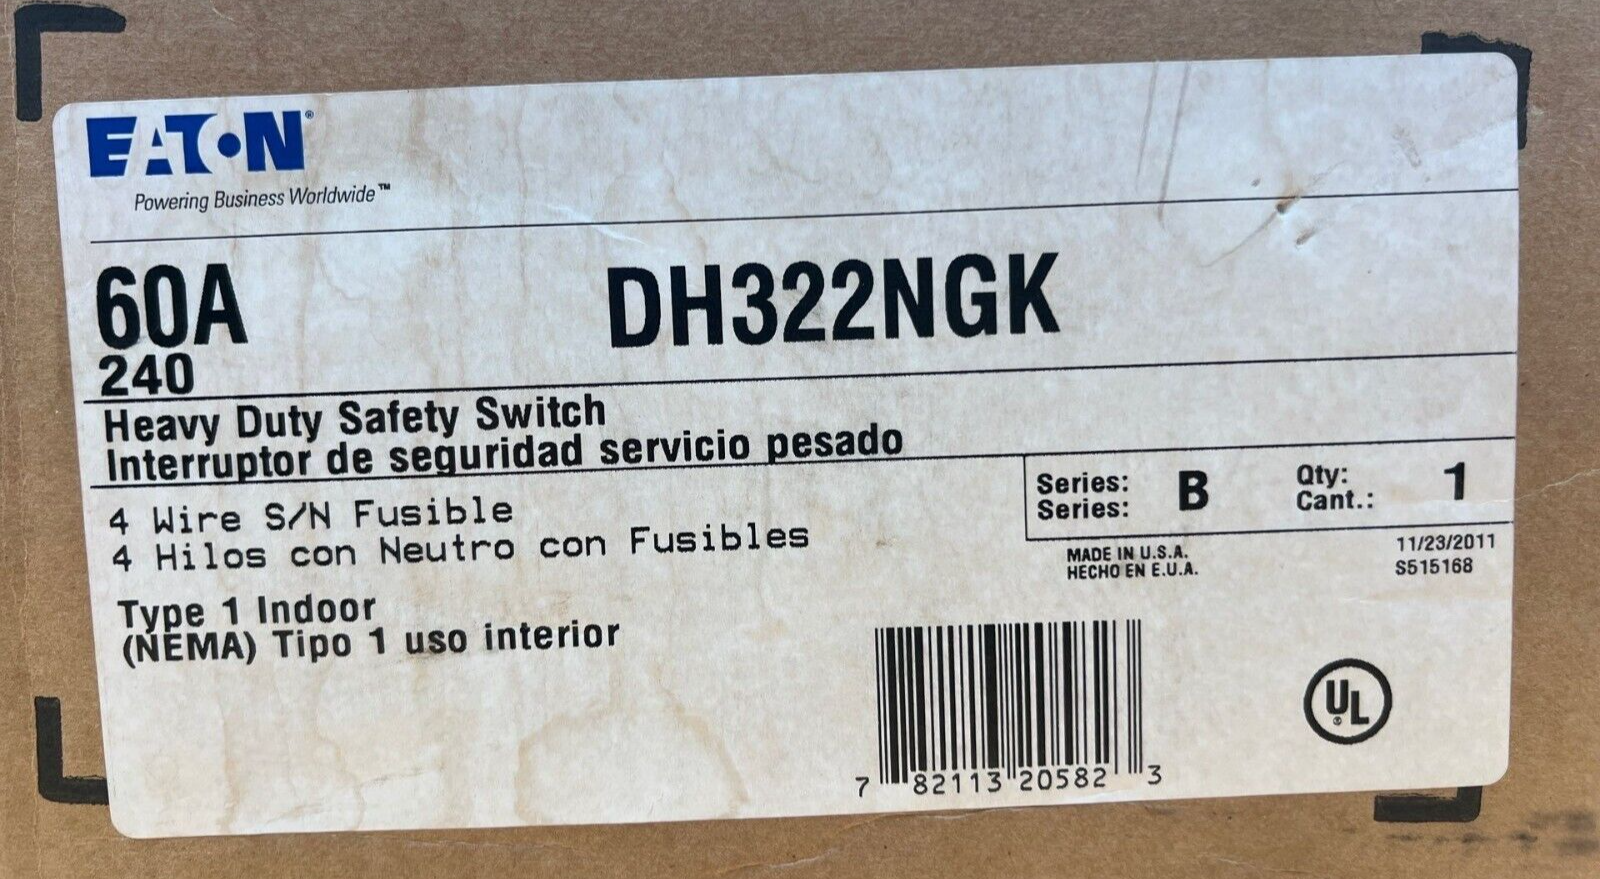 EATON®
Powering Business Worldwide™
60A DH322NGK
240
Heavy Duty Safety Switch
Interruptor de seguridad servicio pesado
Series: B Qty: 1
Series: Cant.:
4 Wire S/N Fusible
4 Hilos con Neutro con Fusibles
MADE IN U.S.A. 11/23/2011
HECHO EN E.U.A. S515168
Type 1 Indoor
(NEMA) Tipo 1 uso interior
UL®
7 82113 20582 3